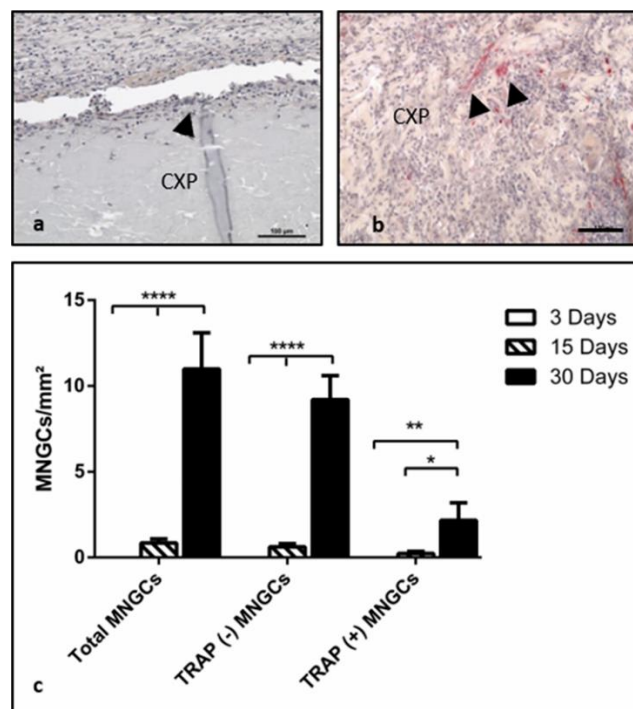 CXP
100 μm
a
CXP
b
15
10
5
0
MNGCs/mm²
****
****
**
*
3 Days
15 Days
30 Days
Total MNGCs
TRAP (-) MNGCs
TRAP (+) MNGCs
c